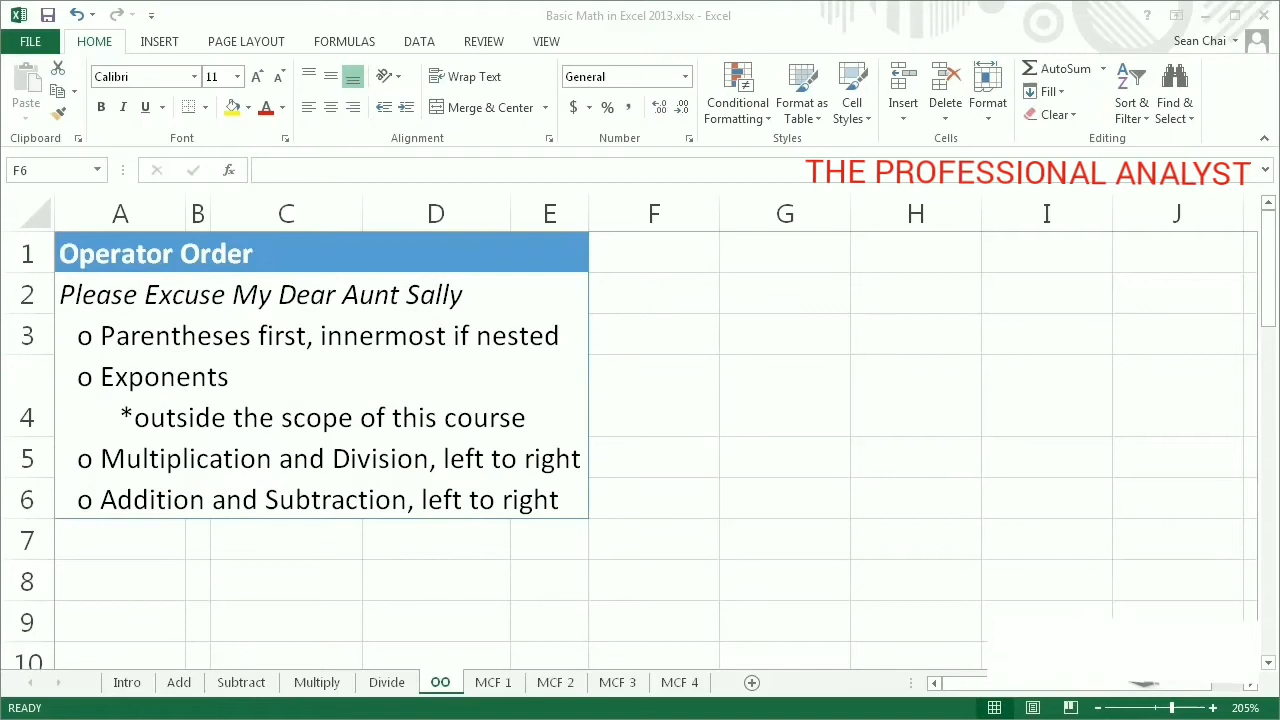 Basic Math in Excel 2013.xlsx - Excel
FILE HOME INSERT PAGE LAYOUT FORMULAS DATA REVIEW VIEW Sean Chai
Paste
Clipboard
Calibri 11
B I U A
Font
Wrap Text
Merge & Center
Alignment
General
$ % ,
Number
Conditional Formatting
Format as Table
Cell Styles
Styles
Insert Delete Format
Cells
AutoSum
Fill
Clear
Sort & Filter
Find & Select
Editing
F6 fx
THE PROFESSIONAL ANALYST
A B C D E F G H I J
1 Operator Order
2 Please Excuse My Dear Aunt Sally
3 o Parentheses first, innermost if nested
o Exponents
4 *outside the scope of this course
5 o Multiplication and Division, left to right
6 o Addition and Subtraction, left to right
7
8
9
10
Intro Add Subtract Multiply Divide OO MCF 1 MCF 2 MCF 3 MCF 4
READY 205%